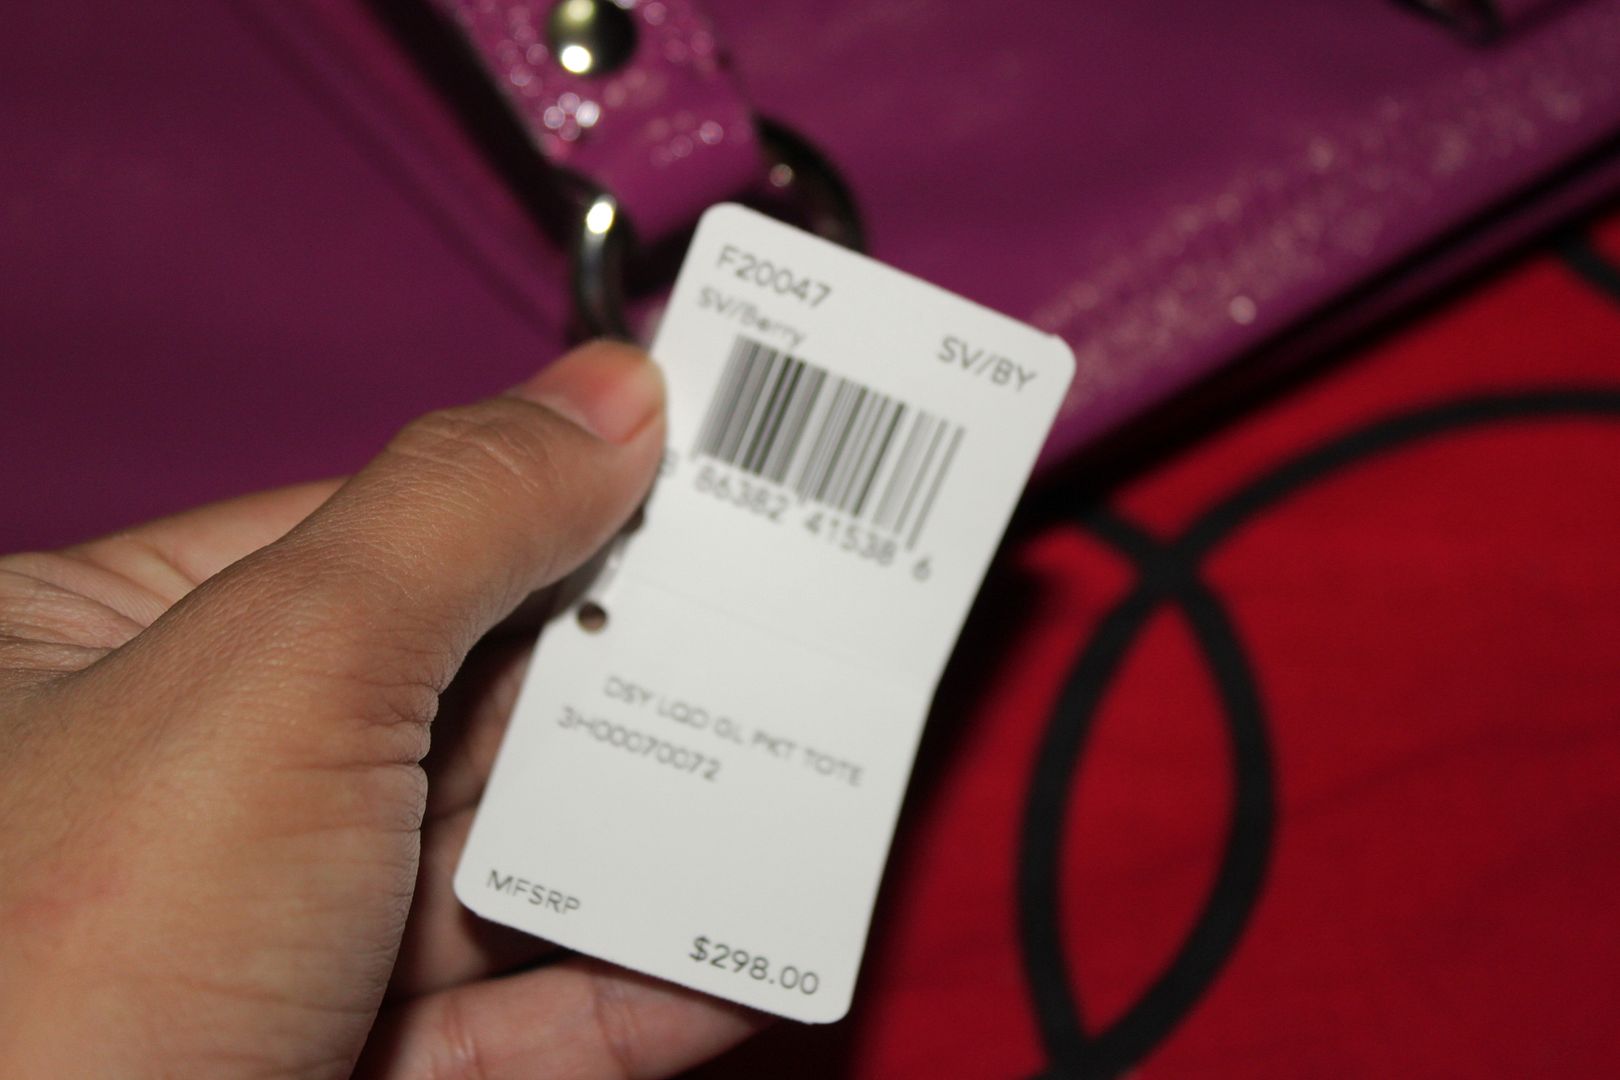 F20047
SV/Berry
SV/BY
86382 41538 6
DSY LQD GL PKT TOTE
3H00070072
MFSRP
$298.00